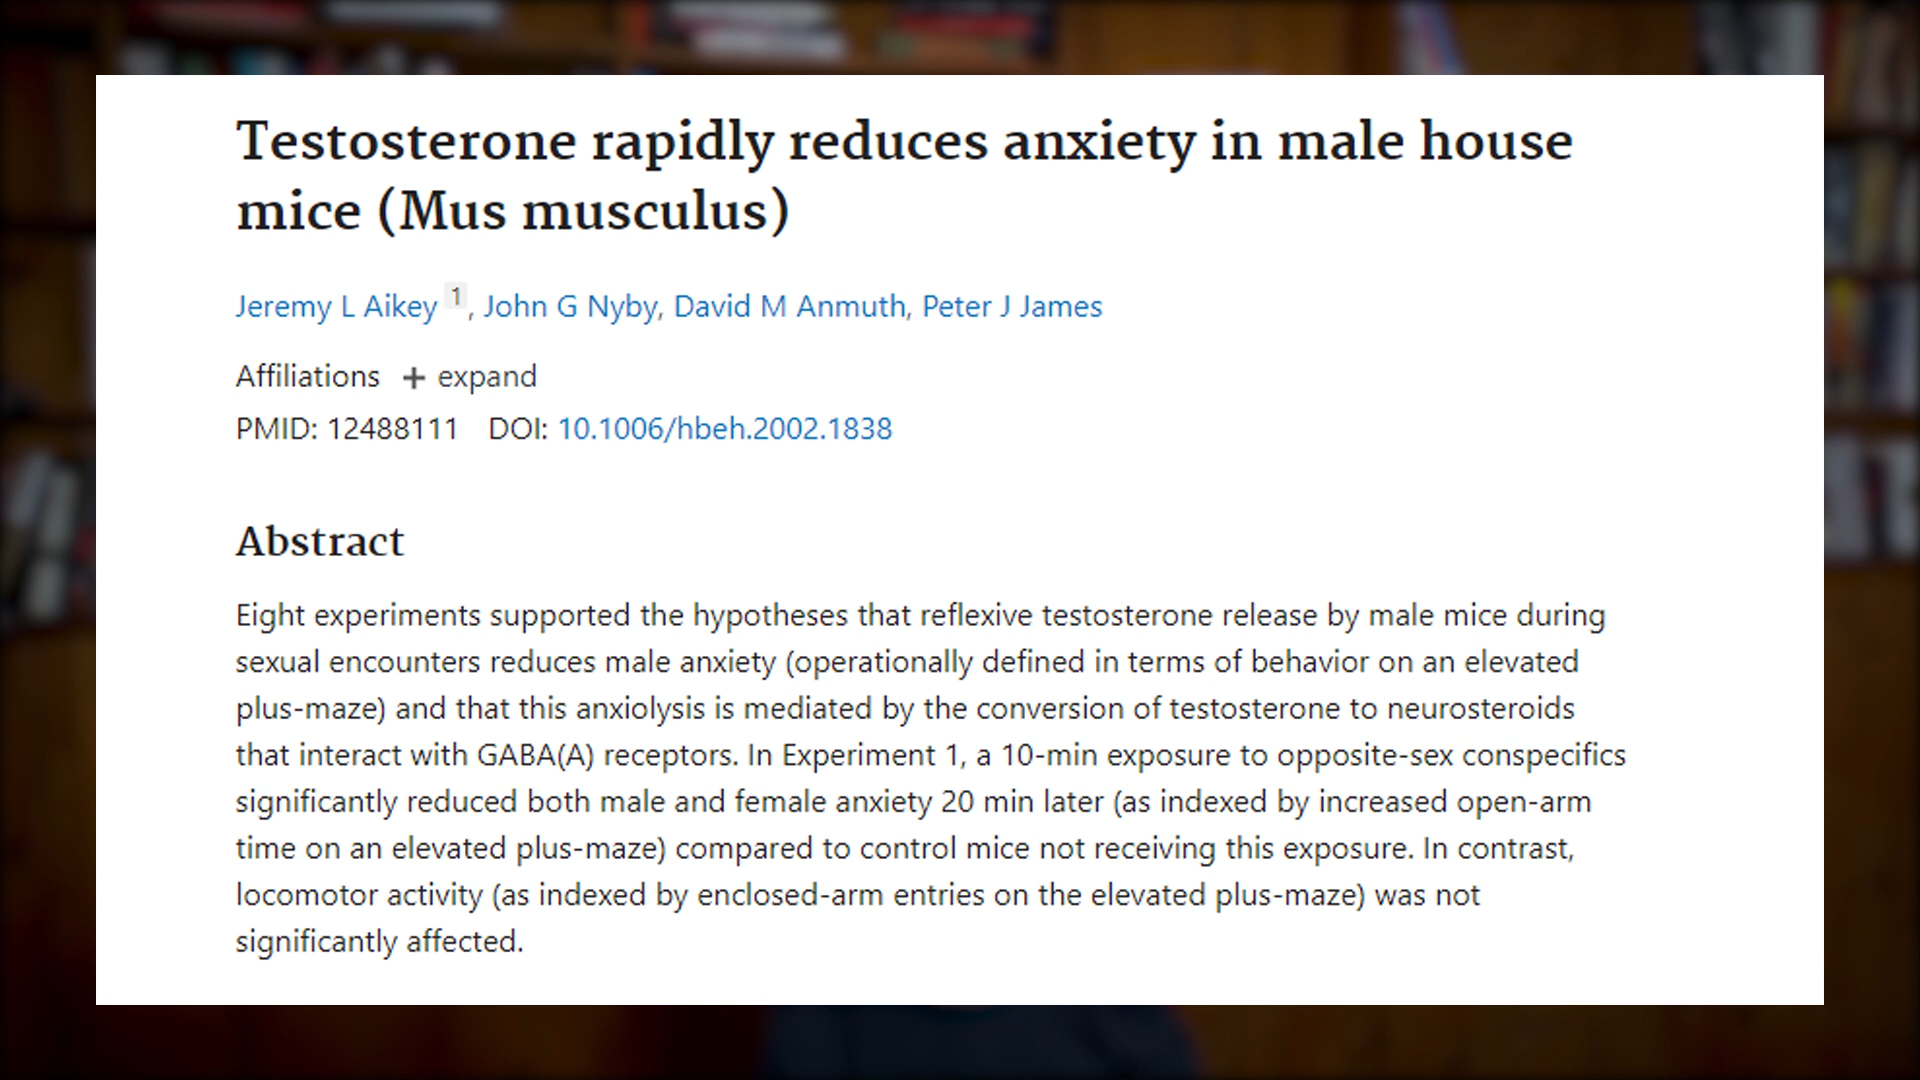 Testosterone rapidly reduces anxiety in male house
mice (Mus musculus)
Jeremy L Aikey 1, John G Nyby, David M Anmuth, Peter J James
Affiliations + expand
PMID: 12488111 DOI: 10.1006/hbeh.2002.1838
Abstract
Eight experiments supported the hypotheses that reflexive testosterone release by male mice during
sexual encounters reduces male anxiety (operationally defined in terms of behavior on an elevated
plus-maze) and that this anxiolysis is mediated by the conversion of testosterone to neurosteroids
that interact with GABA(A) receptors. In Experiment 1, a 10-min exposure to opposite-sex conspecifics
significantly reduced both male and female anxiety 20 min later (as indexed by increased open-arm
time on an elevated plus-maze) compared to control mice not receiving this exposure. In contrast,
locomotor activity (as indexed by enclosed-arm entries on the elevated plus-maze) was not
significantly affected.